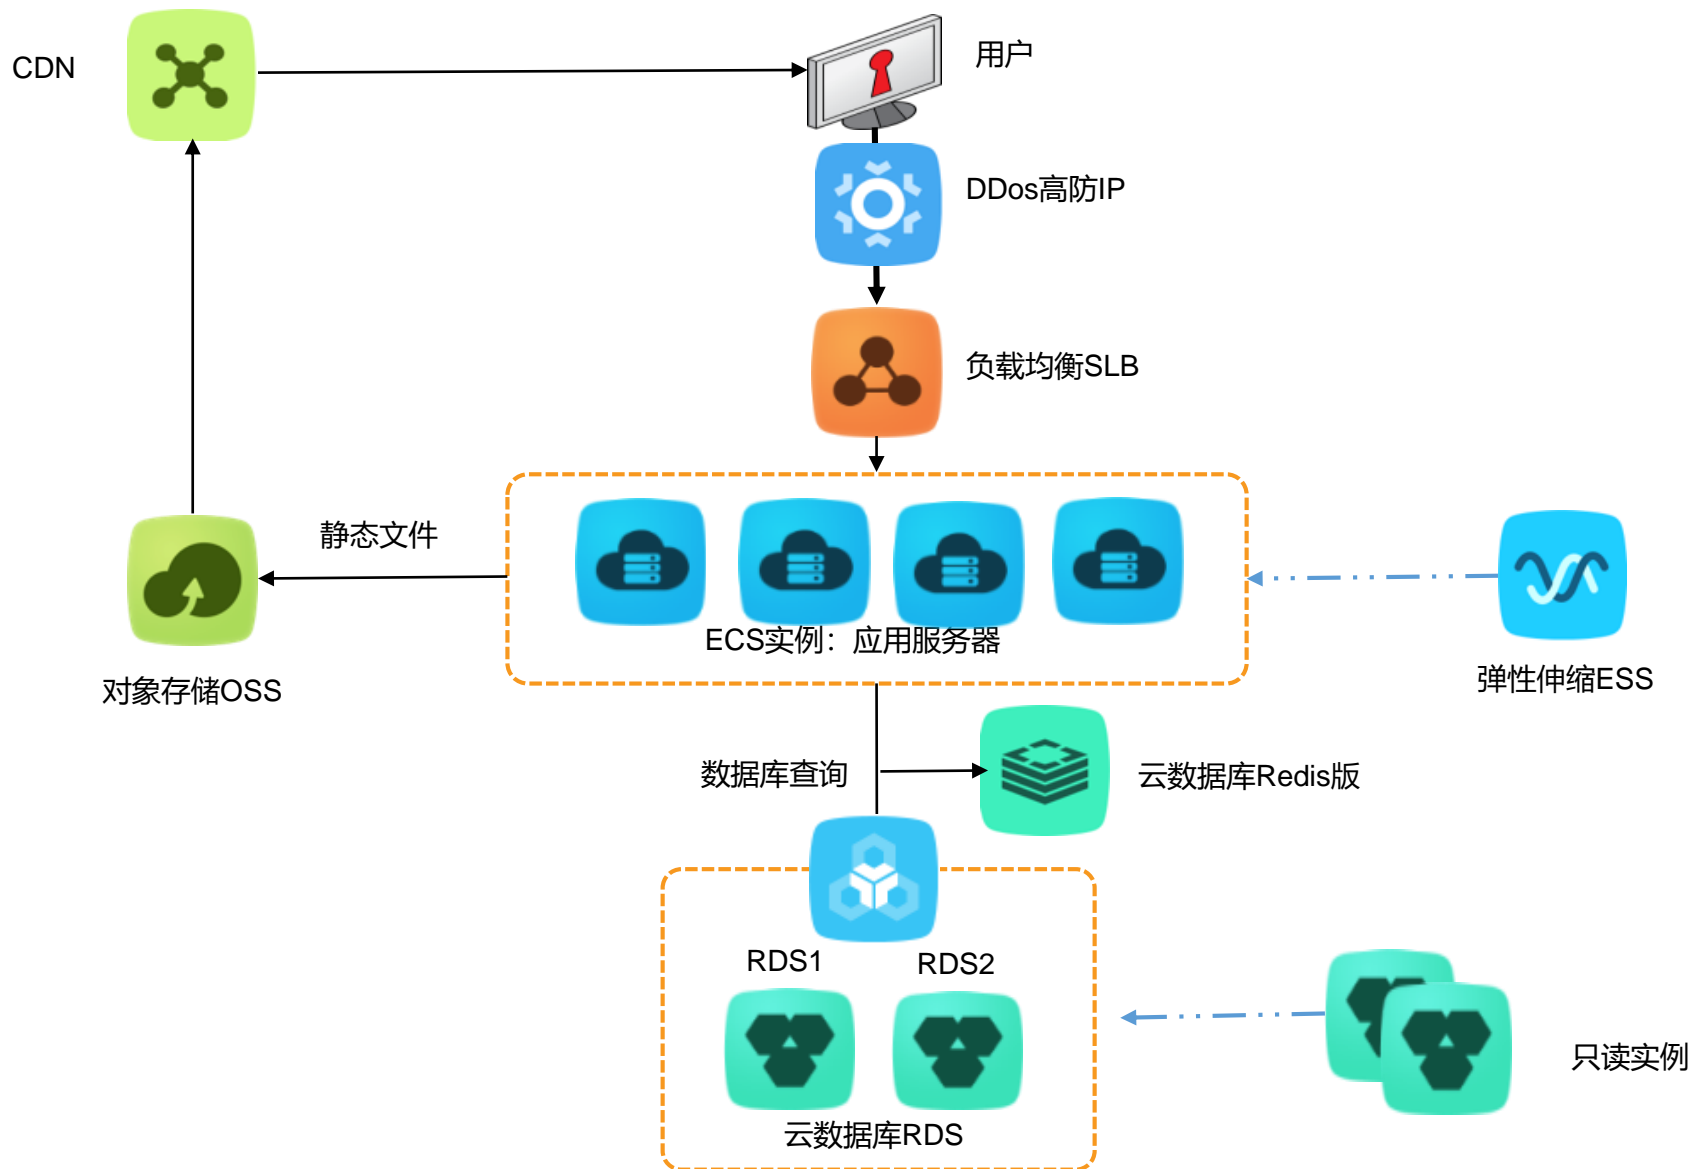 CDN
用户
DDos高防IP
负载均衡SLB
静态文件
ECS实例：应用服务器
对象存储OSS
弹性伸缩ESS
数据库查询
云数据库Redis版
RDS1
RDS2
只读实例
云数据库RDS